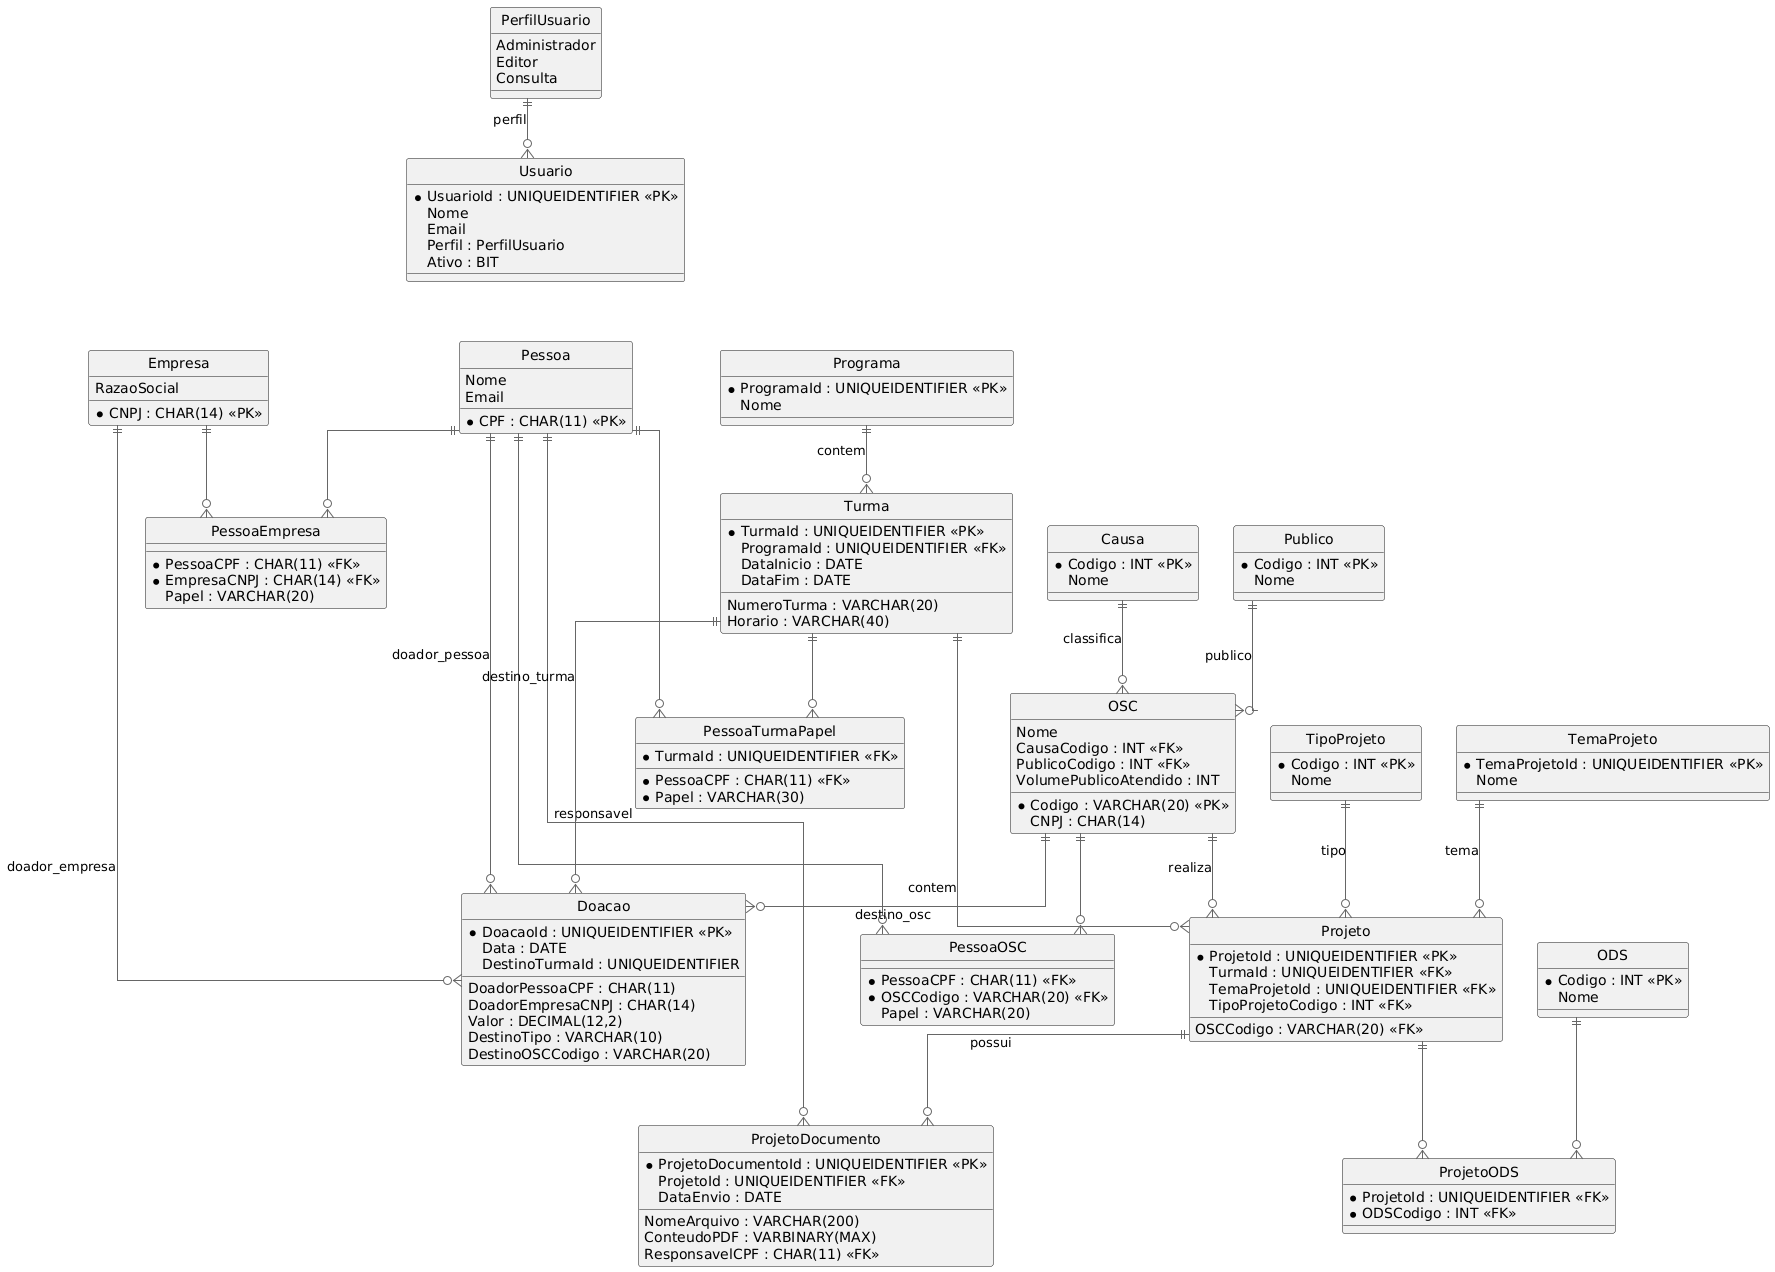 PerfilUsuario
Administrador
Editor
Consulta
perfil
Usuario
UsuarioId : UNIQUEIDENTIFIER «PK»
Nome
Email
Perfil : PerfilUsuario
Ativo : BIT
Empresa
RazaoSocial
CNPJ : CHAR(14) «PK»
Pessoa
Nome
Email
CPF : CHAR(11) «PK»
Programa
ProgramaId : UNIQUEIDENTIFIER «PK»
Nome
contem
PessoaEmpresa
PessoaCPF : CHAR(11) «FK»
EmpresaCNPJ : CHAR(14) «FK»
Papel : VARCHAR(20)
Turma
TurmaId : UNIQUEIDENTIFIER «PK»
ProgramaId : UNIQUEIDENTIFIER «FK»
DataInicio : DATE
DataFim : DATE
NumeroTurma : VARCHAR(20)
Horario : VARCHAR(40)
Causa
Codigo : INT «PK»
Nome
Publico
Codigo : INT «PK»
Nome
classifica
publico
doador_pessoa
destino_turma
PessoaTurmaPapel
TurmaId : UNIQUEIDENTIFIER «FK»
PessoaCPF : CHAR(11) «FK»
Papel : VARCHAR(30)
OSC
Nome
CausaCodigo : INT «FK»
PublicoCodigo : INT «FK»
VolumePublicoAtendido : INT
Codigo : VARCHAR(20) «PK»
CNPJ : CHAR(14)
TipoProjeto
Codigo : INT «PK»
Nome
TemaProjeto
TemaProjetoId : UNIQUEIDENTIFIER «PK»
Nome
responsavel
doador_empresa
realiza
tipo
tema
contem
destino_osc
Doacao
DoacaoId : UNIQUEIDENTIFIER «PK»
Data : DATE
DestinoTurmaId : UNIQUEIDENTIFIER
DoadorPessoaCPF : CHAR(11)
DoadorEmpresaCNPJ : CHAR(14)
Valor : DECIMAL(12,2)
DestinoTipo : VARCHAR(10)
DestinoOSCCodigo : VARCHAR(20)
PessoaOSC
PessoaCPF : CHAR(11) «FK»
OSCCodigo : VARCHAR(20) «FK»
Papel : VARCHAR(20)
Projeto
ProjetoId : UNIQUEIDENTIFIER «PK»
TurmaId : UNIQUEIDENTIFIER «FK»
TemaProjetoId : UNIQUEIDENTIFIER «FK»
TipoProjetoCodigo : INT «FK»
OSCCodigo : VARCHAR(20) «FK»
ODS
Codigo : INT «PK»
Nome
possui
ProjetoDocumento
ProjetoDocumentoId : UNIQUEIDENTIFIER «PK»
ProjetoId : UNIQUEIDENTIFIER «FK»
DataEnvio : DATE
NomeArquivo : VARCHAR(200)
ConteudoPDF : VARBINARY(MAX)
ResponsavelCPF : CHAR(11) «FK»
ProjetoODS
ProjetoId : UNIQUEIDENTIFIER «FK»
ODSCodigo : INT «FK»